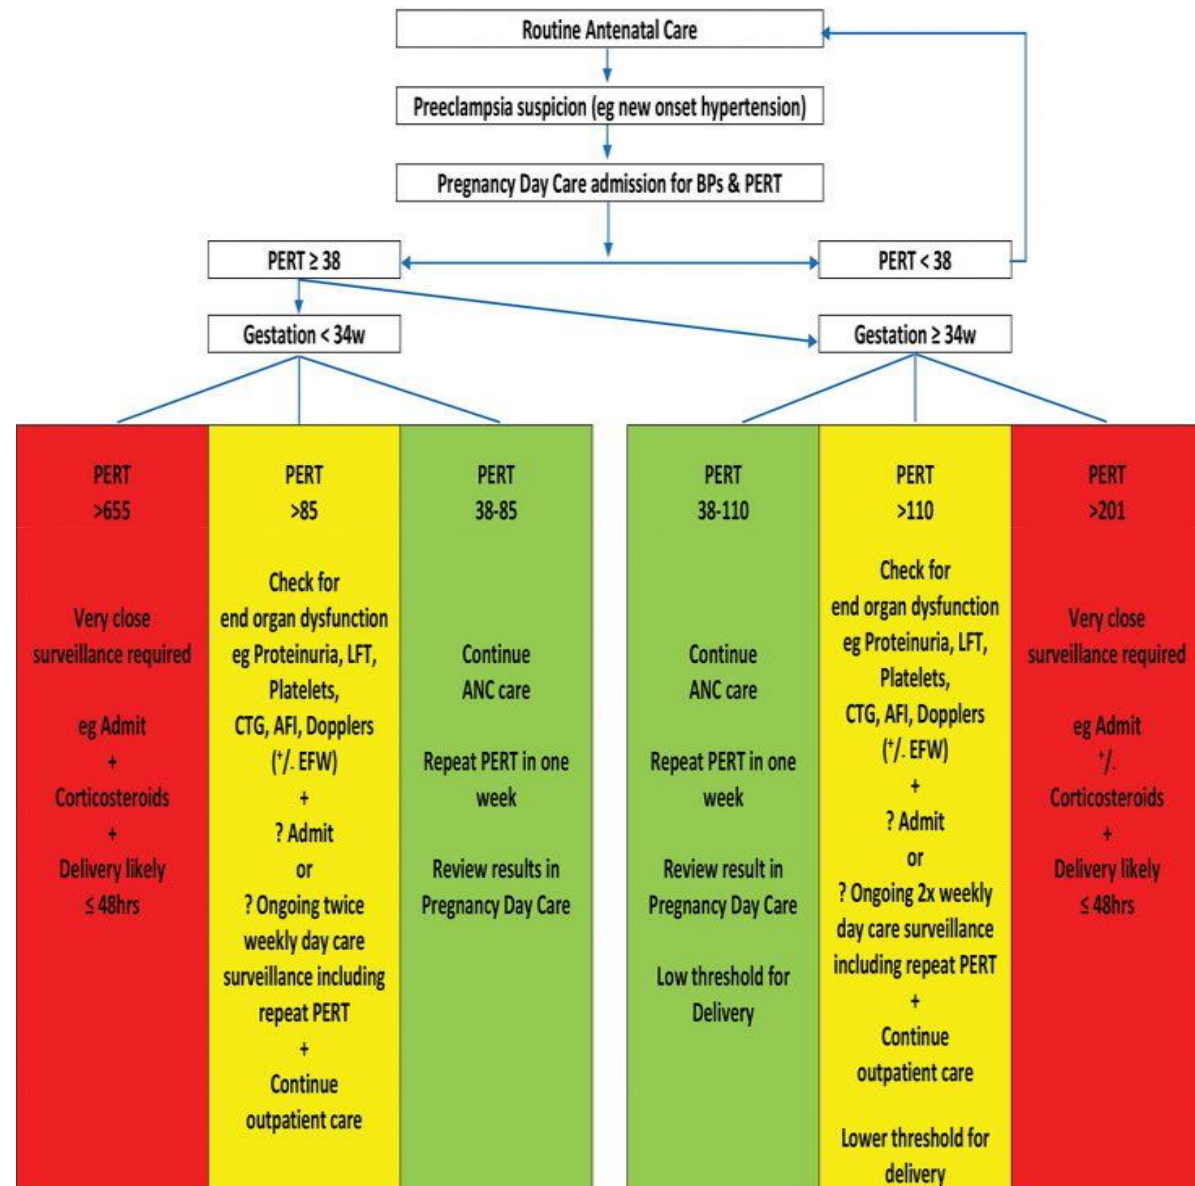 Routine Antenatal Care
Preeclampsia suspicion (eg new onset hypertension)
Pregnancy Day Care admission for BPs & PERT
PERT ≥ 38
PERT < 38
Gestation < 34w
Gestation ≥ 34w
PERT
>655
Very close
surveillance required
eg Admit
+
Corticosteroids
+
Delivery likely
≤ 48hrs
PERT
>85
Check for
end organ dysfunction
eg Proteinuria, LFT,
Platelets,
CTG, AFI, Dopplers
(+/- EFW)
+
? Admit
or
? Ongoing twice
weekly day care
surveillance including
repeat PERT
+
Continue
outpatient care
PERT
38-85
Continue
ANC care
Repeat PERT in one
week
Review results in
Pregnancy Day Care
PERT
38-110
Continue
ANC care
Repeat PERT in one
week
Review result in
Pregnancy Day Care
Low threshold for
Delivery
PERT
>110
Check for
end organ dysfunction
eg Proteinuria, LFT,
Platelets,
CTG, AFI, Dopplers
(+/- EFW)
+
? Admit
or
? Ongoing 2x weekly
day care surveillance
including repeat PERT
+
Continue
outpatient care
Lower threshold for
delivery
PERT
>201
Very close
surveillance required
eg Admit
+/-
Corticosteroids
+
Delivery likely
≤ 48hrs